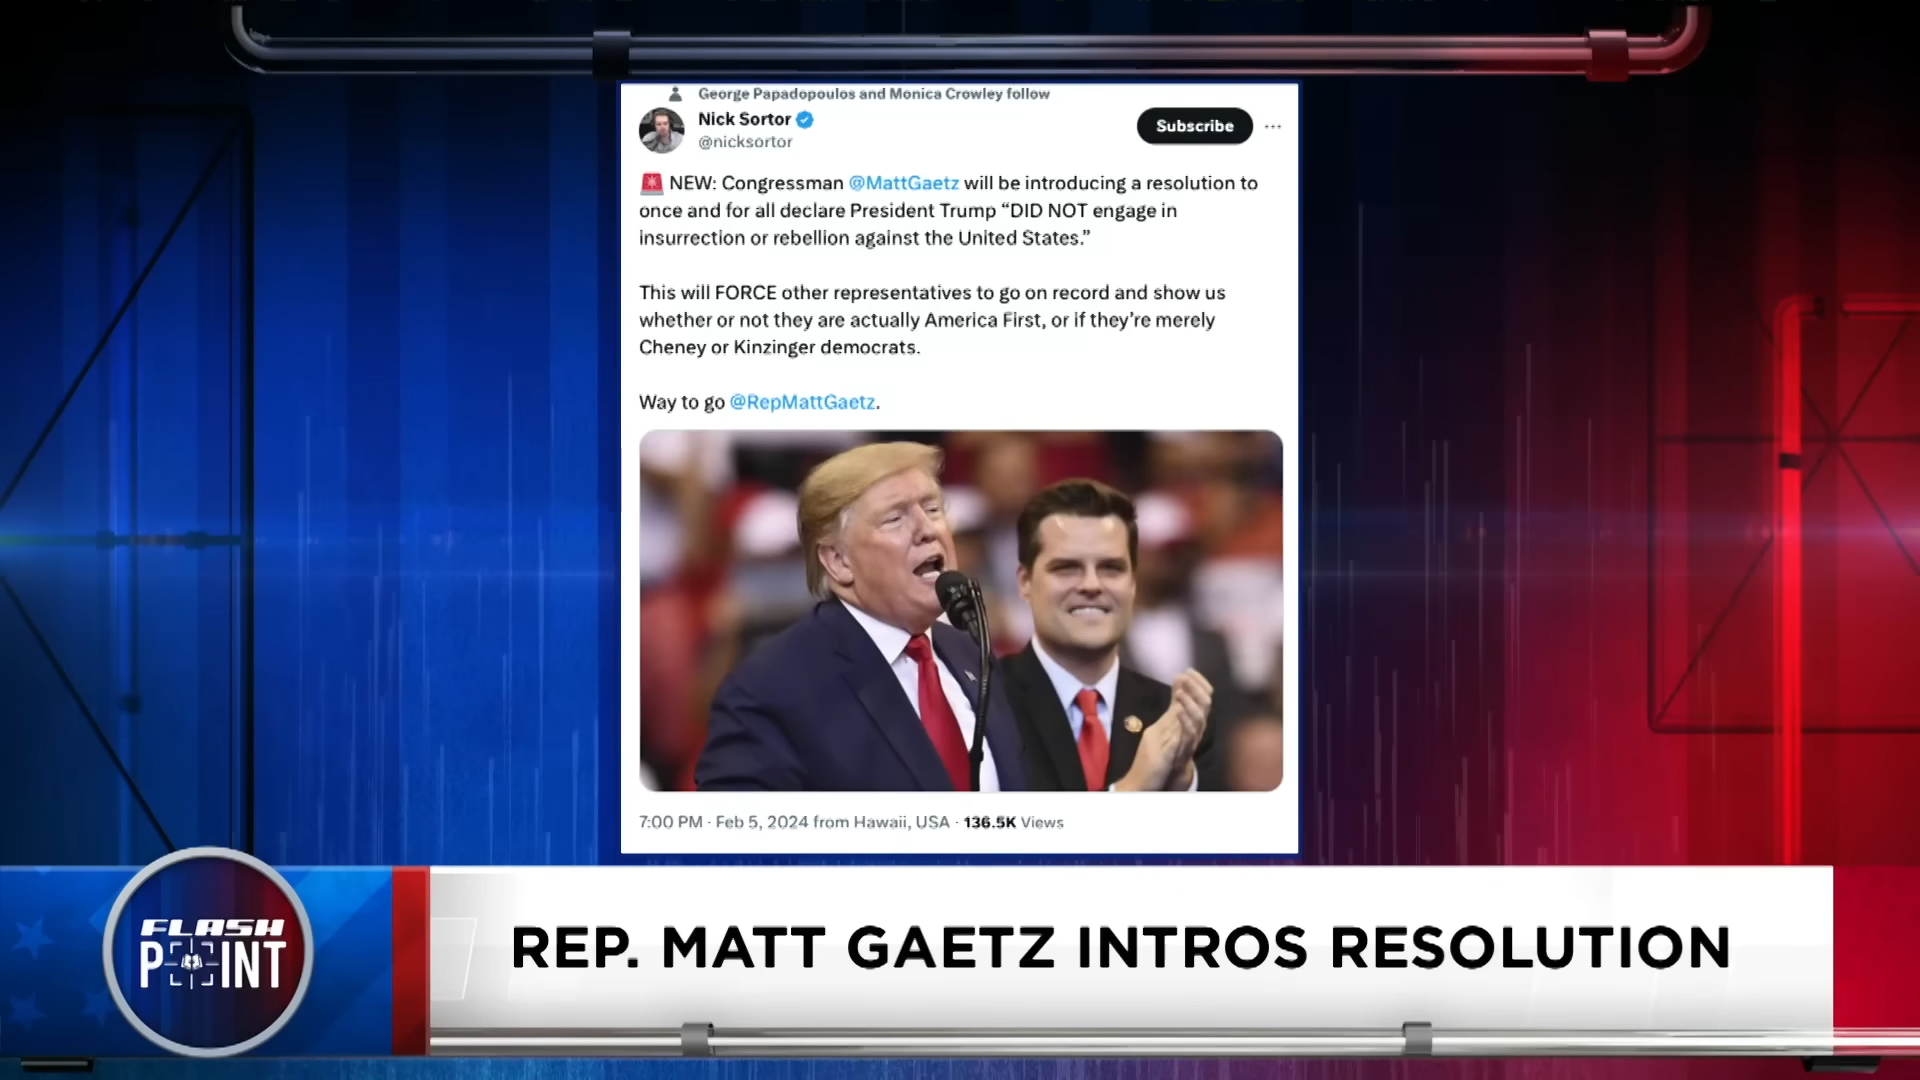 George Papadopoulos and Monica Crowley follow
Nick Sortor
@nicksortor
Subscribe
NEW: Congressman @MattGaetz will be introducing a resolution to
once and for all declare President Trump “DID NOT engage in
insurrection or rebellion against the United States.”
This will FORCE other representatives to go on record and show us
whether or not they are actually America First, or if they’re merely
Cheney or Kinzinger democrats.
Way to go @RepMattGaetz.
7:00 PM · Feb 5, 2024 from Hawaii, USA · 136.5K Views
FLASH
POINT
REP. MATT GAETZ INTROS RESOLUTION